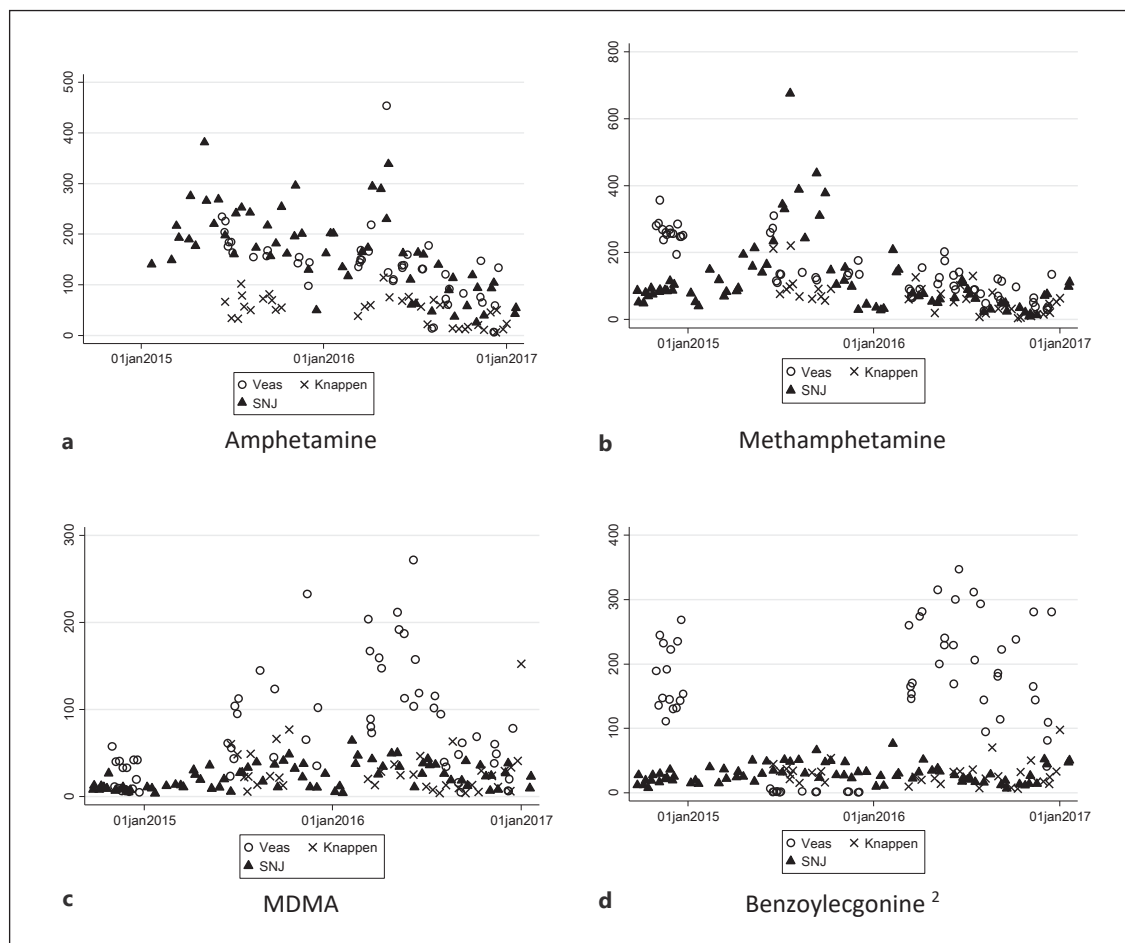 500
400
300
200
100
0
01jan2015 01jan2016 01jan2017
Veas Knappen
SNJ
a Amphetamine
800
600
400
200
0
01jan2015 01jan2016 01jan2017
Veas Knappen
SNJ
b Methamphetamine
300
200
100
0
01jan2015 01jan2016 01jan2017
Veas Knappen
SNJ
c MDMA
400
300
200
100
0
01jan2015 01jan2016 01jan2017
Veas Knappen
SNJ
d Benzoylecgonine 2